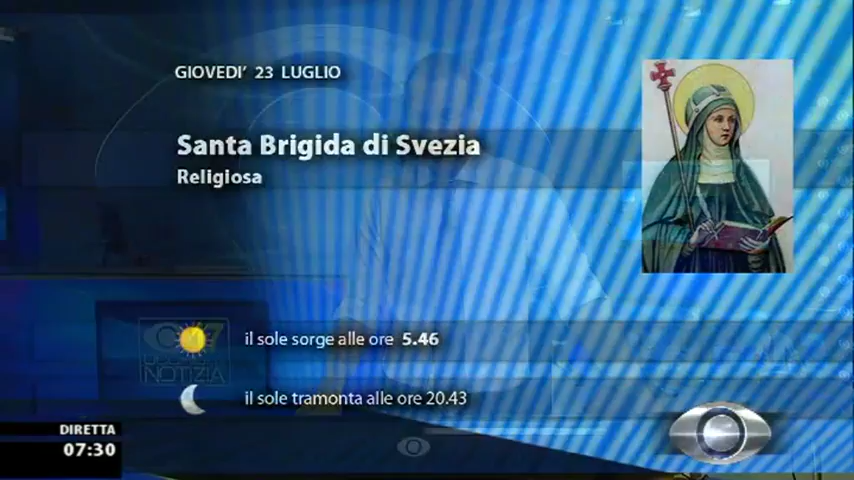 GIOVEDI' 23 LUGLIO
Santa Brigida di Svezia
Religiosa
il sole sorge alle ore 5.46
il sole tramonta alle ore 20.43
NOTIZIA
DIRETTA
07:30